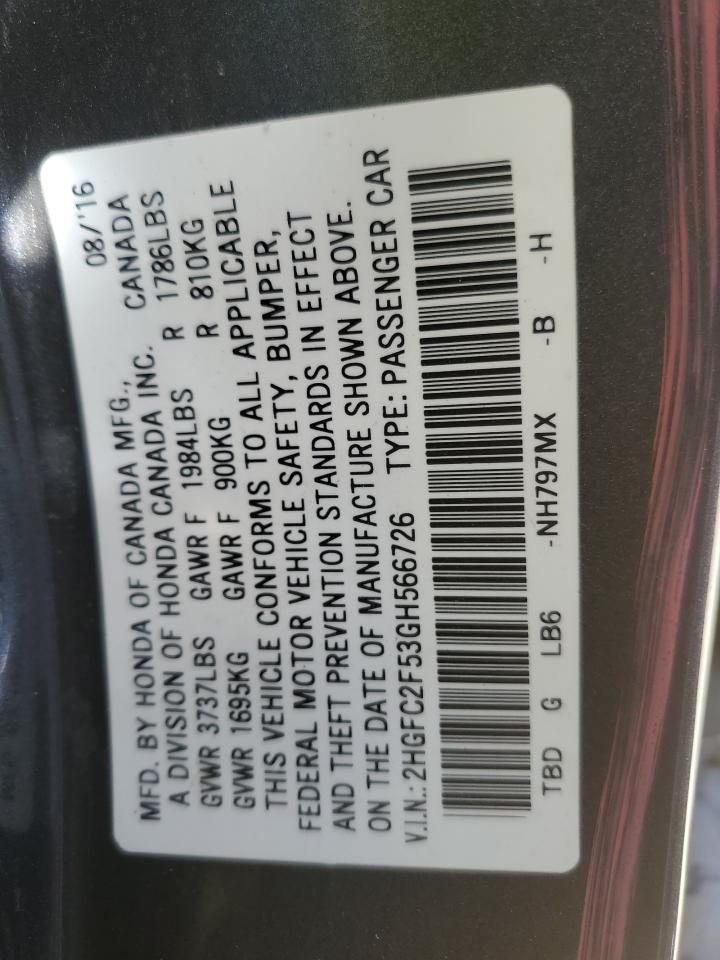 MFD. BY HONDA OF CANADA MFG., 08/'16
A DIVISION OF HONDA CANADA INC. CANADA
GVWR 3737LBS GAWR F 1984LBS R 1786LBS
GVWR 1695KG GAWR F 900KG R 810KG
THIS VEHICLE CONFORMS TO ALL APPLICABLE
FEDERAL MOTOR VEHICLE SAFETY, BUMPER,
AND THEFT PREVENTION STANDARDS IN EFFECT
ON THE DATE OF MANUFACTURE SHOWN ABOVE.
V.I.N.: 2HGFC2F53GH566726 TYPE: PASSENGER CAR
TBD G LB6 -NH797MX -B -H